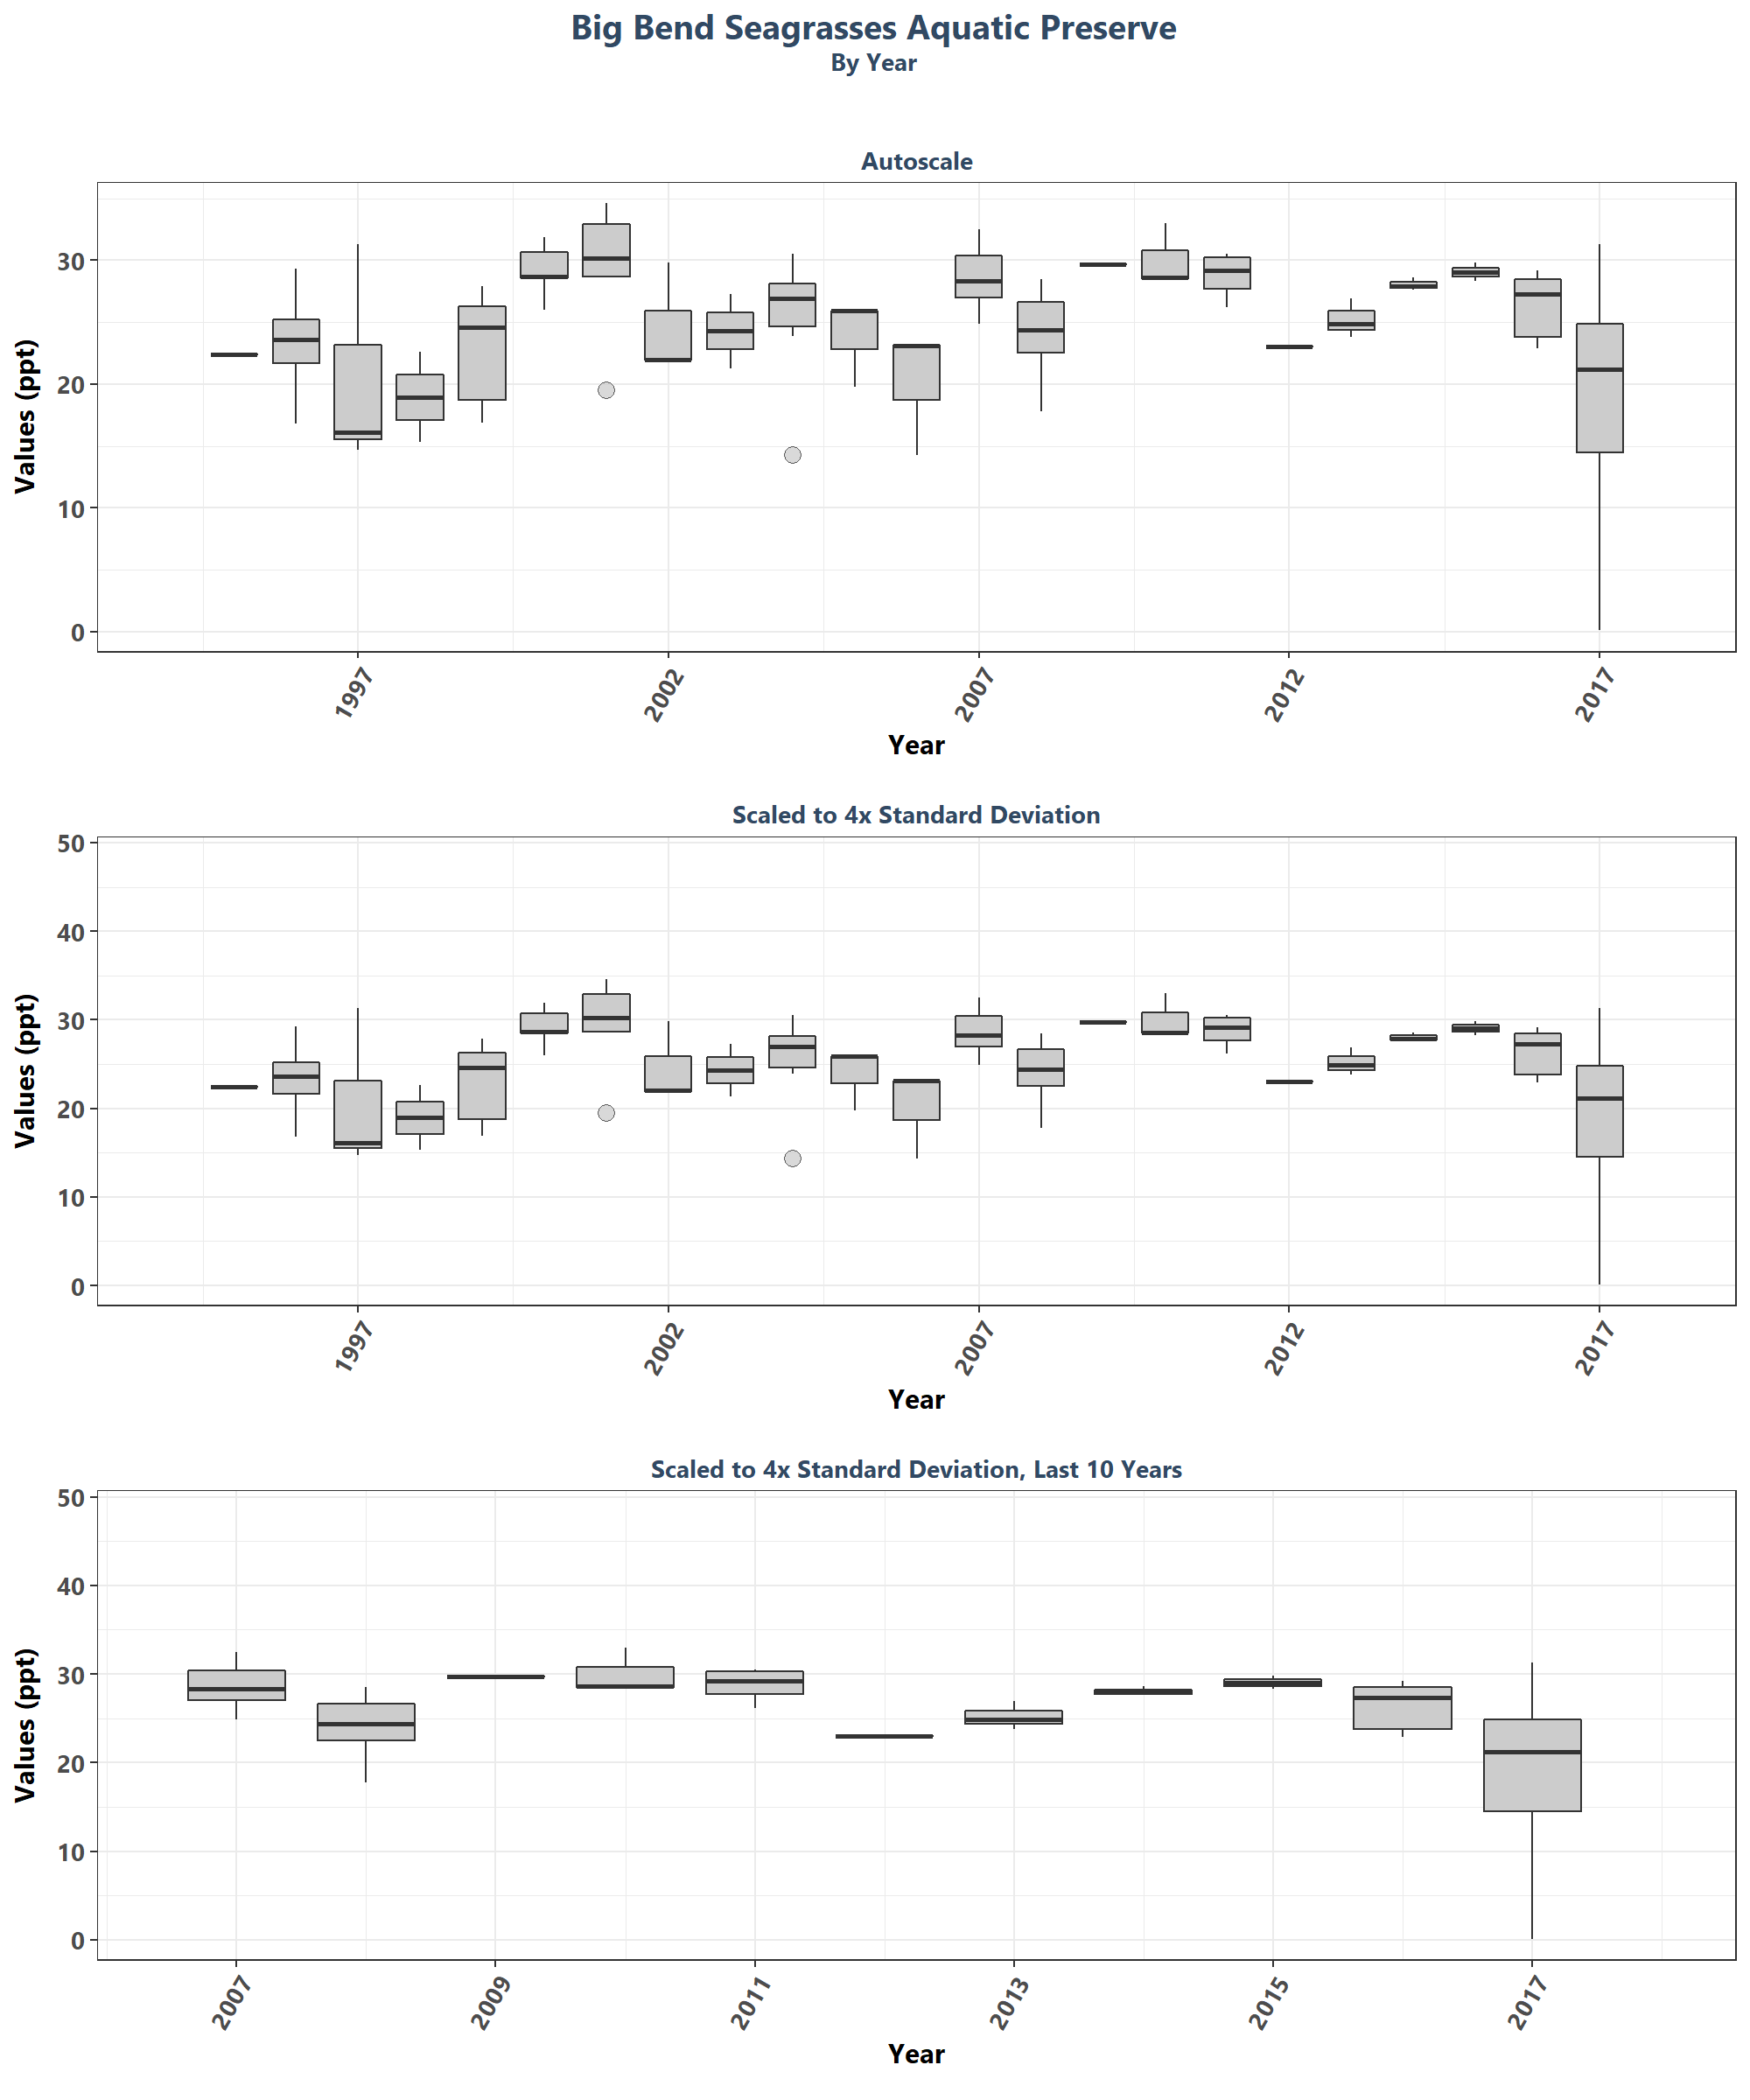 Big Bend Seagrasses Aquatic Preserve
By Year
Autoscale
Values (ppt)
30
20
10
0
1997
2002
2007
2012
2017
Year
Scaled to 4x Standard Deviation
Values (ppt)
50
40
30
20
10
0
1997
2002
2007
2012
2017
Year
Scaled to 4x Standard Deviation, Last 10 Years
Values (ppt)
50
40
30
20
10
0
2007
2009
2011
2013
2015
2017
Year